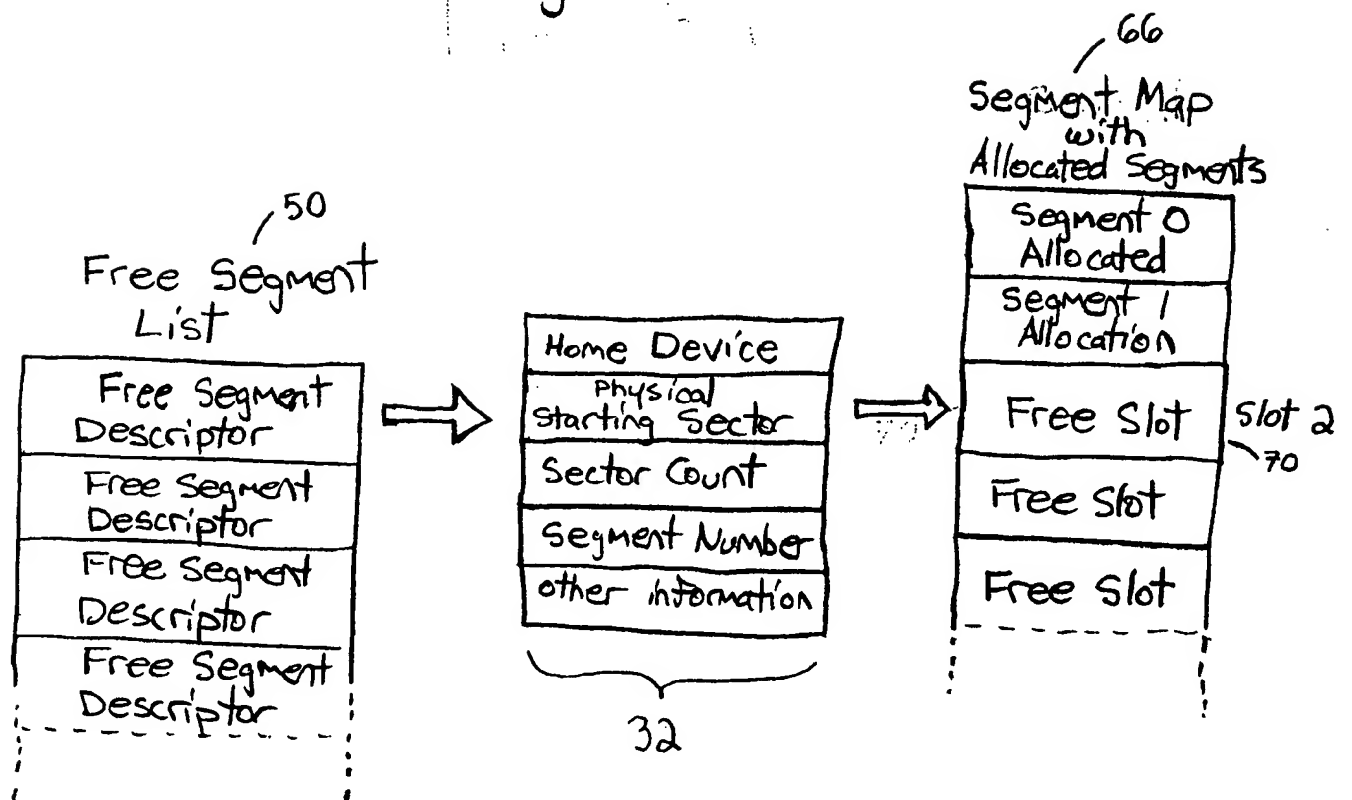 50
Free Segment
List
Free Segment
Descriptor
Free Segment
Descriptor
Free Segment
Descriptor
Free Segment
Descriptor
Home Device
Physical
Starting Sector
Sector Count
Segment Number
other information
32
66
Segment Map
with
Allocated Segments
Segment 0
Allocated
Segment 1
Allocation
Free Slot
Slot 2
70
Free Slot
Free Slot